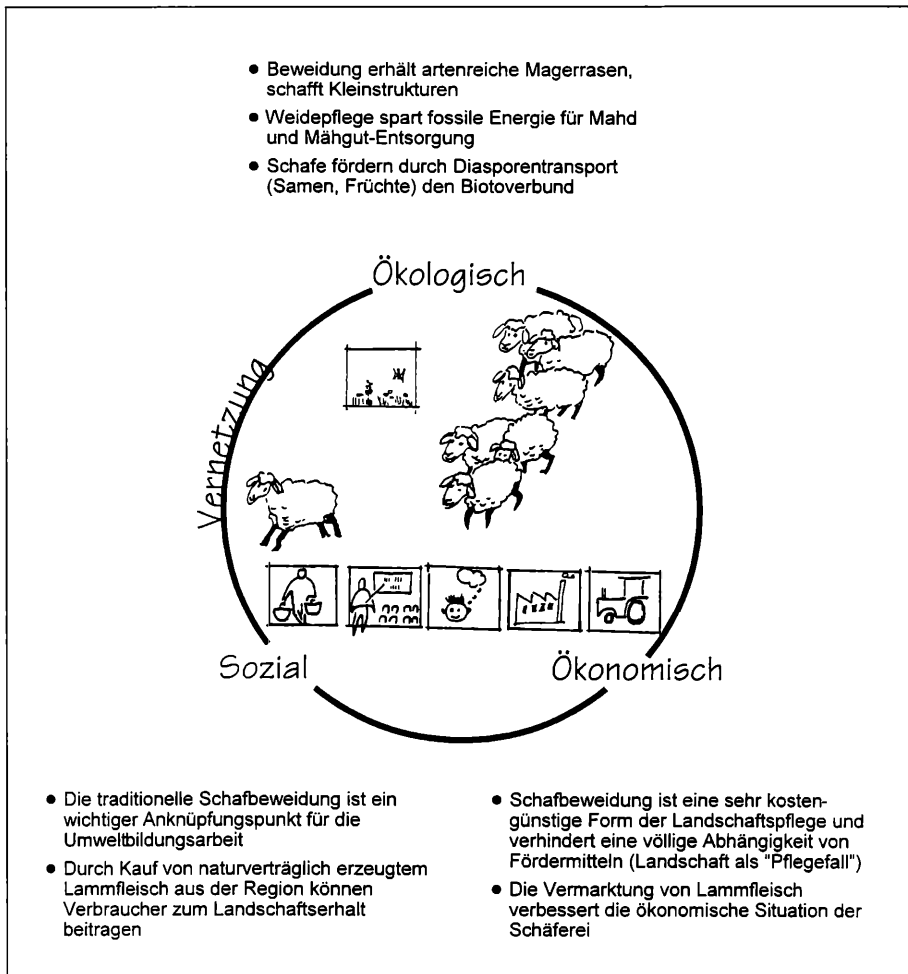 • Beweidung erhält artenreiche Magerrasen,
schafft Kleinstrukturen
• Weidepflege spart fossile Energie für Mahd
und Mähgut-Entsorgung
• Schafe fördern durch Diasporentransport
(Samen, Früchte) den Biotoverbund
Ökologisch
Vernetzung
Sozial
Ökonomisch
• Die traditionelle Schafbeweidung ist ein
wichtiger Anknüpfungspunkt für die
Umweltbildungsarbeit
• Durch Kauf von naturverträglich erzeugtem
Lammfleisch aus der Region können
Verbraucher zum Landschaftserhalt
beitragen
• Schafbeweidung ist eine sehr kosten-
günstige Form der Landschaftspflege und
verhindert eine völlige Abhängigkeit von
Fördermitteln (Landschaft als "Pflegefall")
• Die Vermarktung von Lammfleisch
verbessert die ökonomische Situation der
Schäferei